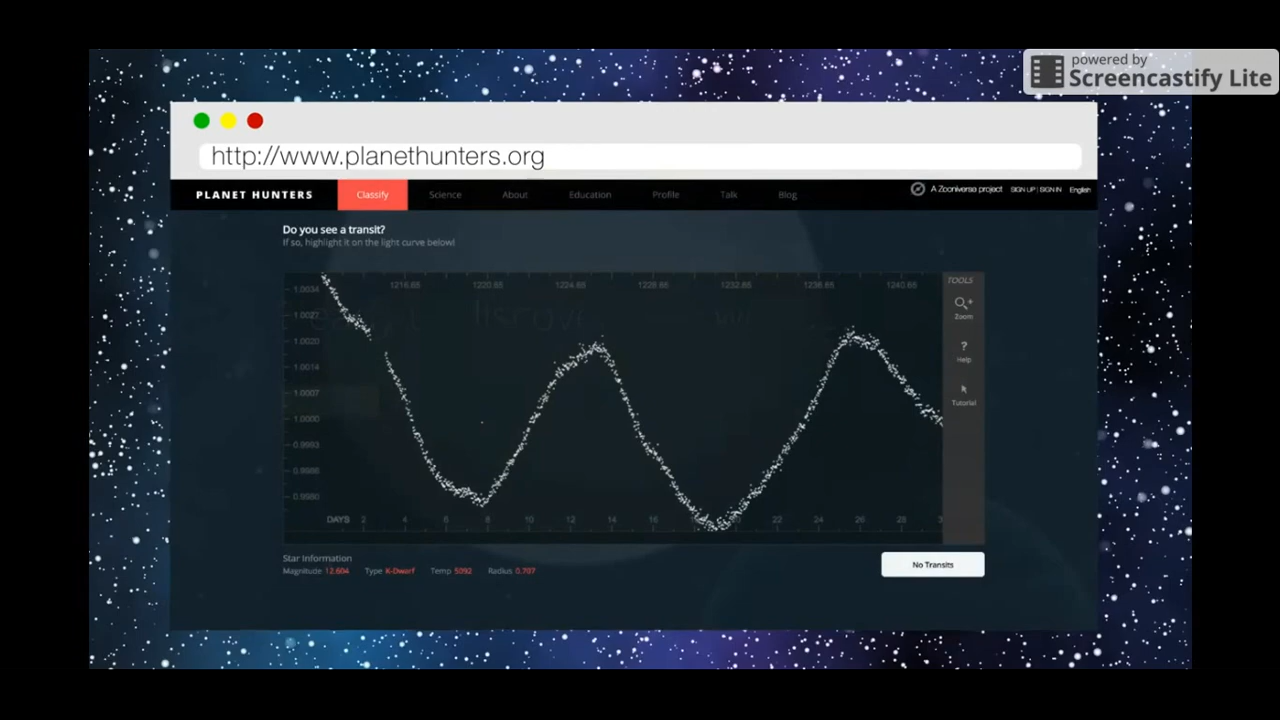 powered by
Screencastify Lite
http://www.planethunters.org
PLANET HUNTERS Classify Science About Education Profile Talk Blog A Zooniverse project SIGN UP | SIGN IN English
Do you see a transit?
If so, highlight it on the light curve below!
TOOLS
1216.65 1220.65 1224.65 1228.65 1232.65 1236.65 1240.65
1.0034
Zoom
1.0027
1.0020
Help
1.0014
1.0007
Tutorial
1.0000
0.9993
0.9986
0.9980
DAYS 2 4 6 8 10 12 14 16 18 20 22 24 26 28
Star Information
Magnitude 12.604 Type K-Dwarf Temp 5092 Radius 0.707
No Transits